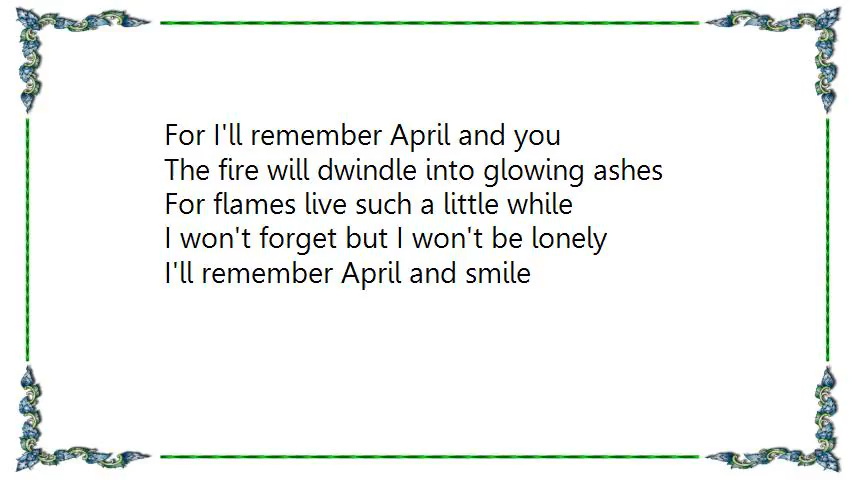 For I'll remember April and you
The fire will dwindle into glowing ashes
For flames live such a little while
I won't forget but I won't be lonely
I'll remember April and smile